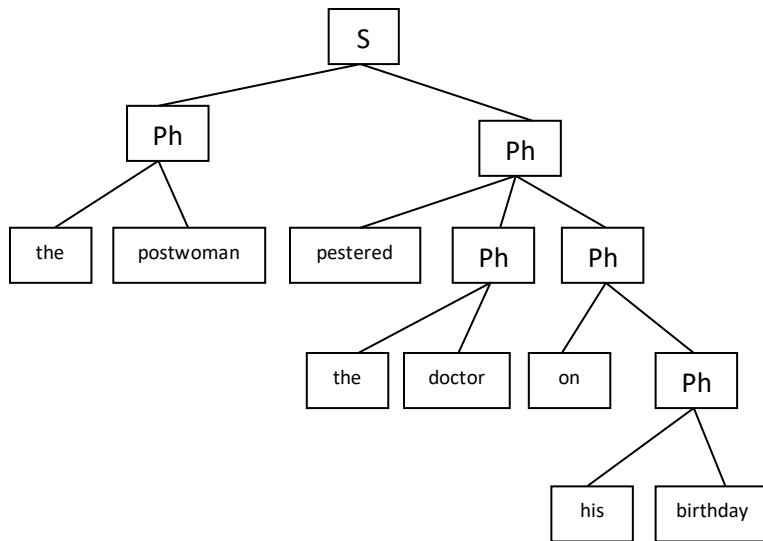 S
Ph
Ph
the
postwoman
pestered
Ph
Ph
the
doctor
on
Ph
his
birthday